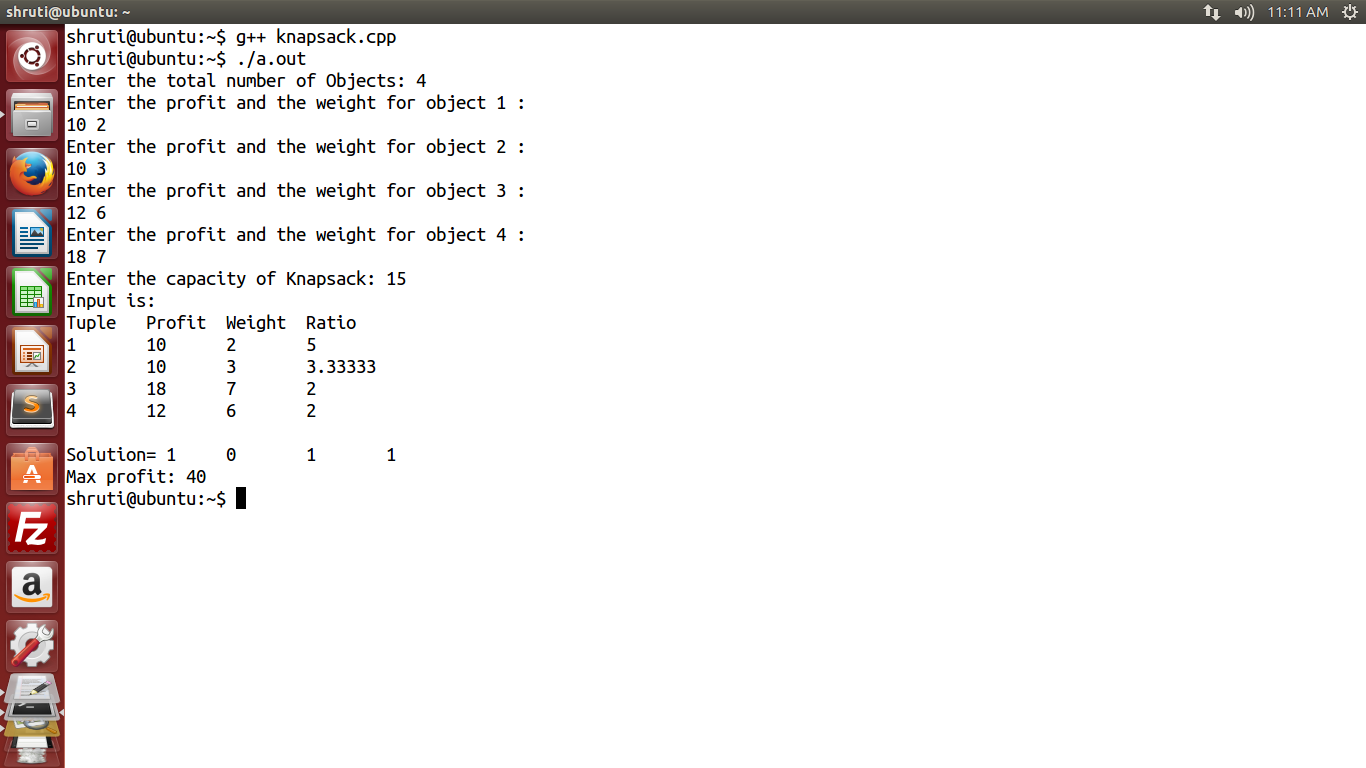 shruti@ubuntu: ~ 11:11 AM
shruti@ubuntu:~$ g++ knapsack.cpp
shruti@ubuntu:~$ ./a.out
Enter the total number of Objects: 4
Enter the profit and the weight for object 1 :
10 2
Enter the profit and the weight for object 2 :
10 3
Enter the profit and the weight for object 3 :
12 6
Enter the profit and the weight for object 4 :
18 7
Enter the capacity of Knapsack: 15
Input is:
Tuple   Profit  Weight  Ratio
1       10      2       5
2       10      3       3.33333
3       18      7       2
4       12      6       2
Solution= 1     0       1       1
Max profit: 40
shruti@ubuntu:~$
S
A
Fz
a